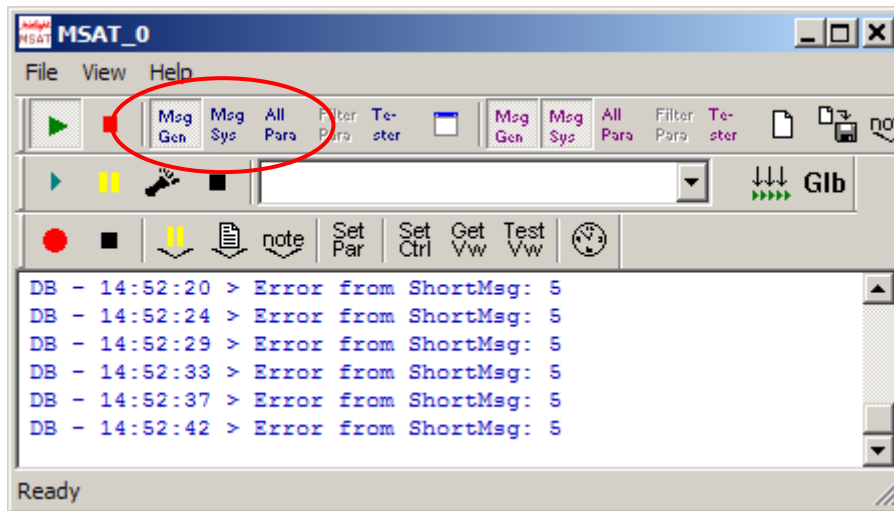 MSAT MSAT_0
File View Help
Msg Gen Msg Sys All Para Filter Para Te-ster Msg Gen Msg Sys All Para Filter Para Te-ster
Glb
note Set Par Set Ctrl Get Vw Test Vw
DB - 14:52:20 > Error from ShortMsg: 5
DB - 14:52:24 > Error from ShortMsg: 5
DB - 14:52:29 > Error from ShortMsg: 5
DB - 14:52:33 > Error from ShortMsg: 5
DB - 14:52:37 > Error from ShortMsg: 5
DB - 14:52:42 > Error from ShortMsg: 5
Ready